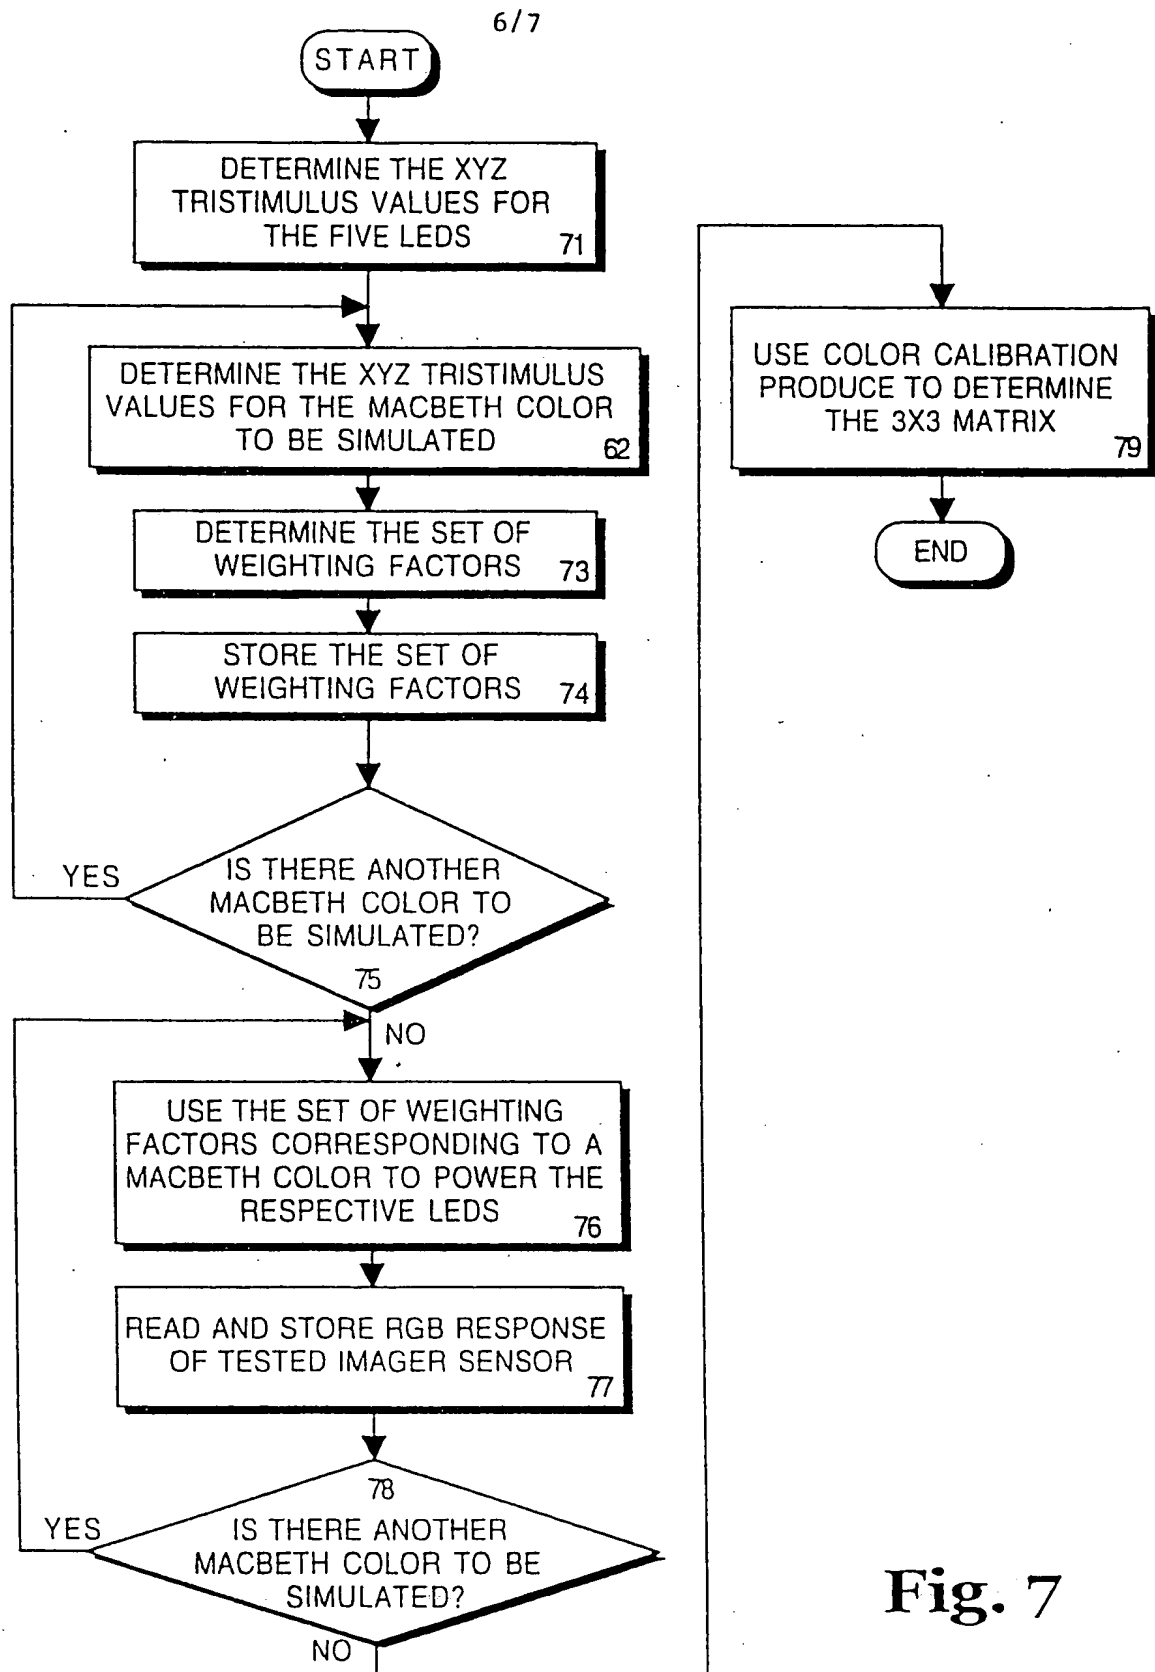 6/7
START
DETERMINE THE XYZ
TRISTIMULUS VALUES FOR
THE FIVE LEDS
71
DETERMINE THE XYZ TRISTIMULUS
VALUES FOR THE MACBETH COLOR
TO BE SIMULATED
62
DETERMINE THE SET OF
WEIGHTING FACTORS
73
STORE THE SET OF
WEIGHTING FACTORS
74
YES
IS THERE ANOTHER
MACBETH COLOR TO
BE SIMULATED?
75
NO
USE THE SET OF WEIGHTING
FACTORS CORRESPONDING TO A
MACBETH COLOR TO POWER THE
RESPECTIVE LEDS
76
READ AND STORE RGB RESPONSE
OF TESTED IMAGER SENSOR
77
78
YES
IS THERE ANOTHER
MACBETH COLOR TO BE
SIMULATED?
NO
USE COLOR CALIBRATION
PRODUCE TO DETERMINE
THE 3X3 MATRIX
79
END
Fig. 7